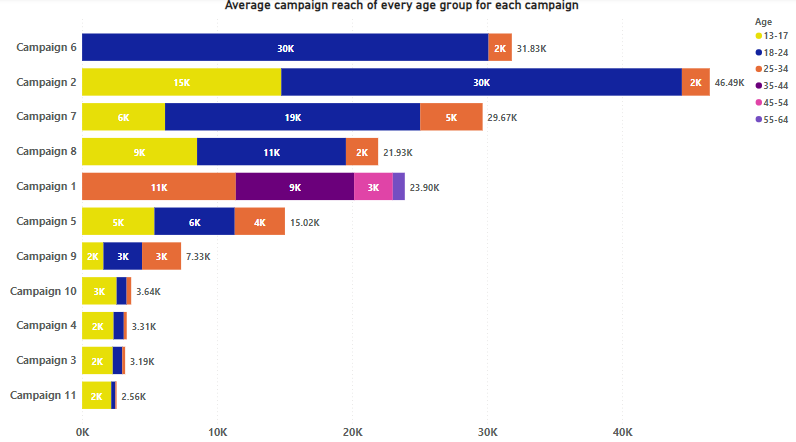 Average campaign reach of every age group for each campaign
Age
13-17
18-24
25-34
35-44
45-54
55-64
Campaign 6 30K 2K 31.83K
Campaign 2 15K 30K 2K 46.49K
Campaign 7 6K 19K 5K 29.67K
Campaign 8 9K 11K 2K 21.93K
Campaign 1 11K 9K 3K 23.90K
Campaign 5 5K 6K 4K 15.02K
Campaign 9 2K 3K 3K 7.33K
Campaign 10 3K 3.64K
Campaign 4 2K 3.31K
Campaign 3 2K 3.19K
Campaign 11 2K 2.56K
0K 10K 20K 30K 40K